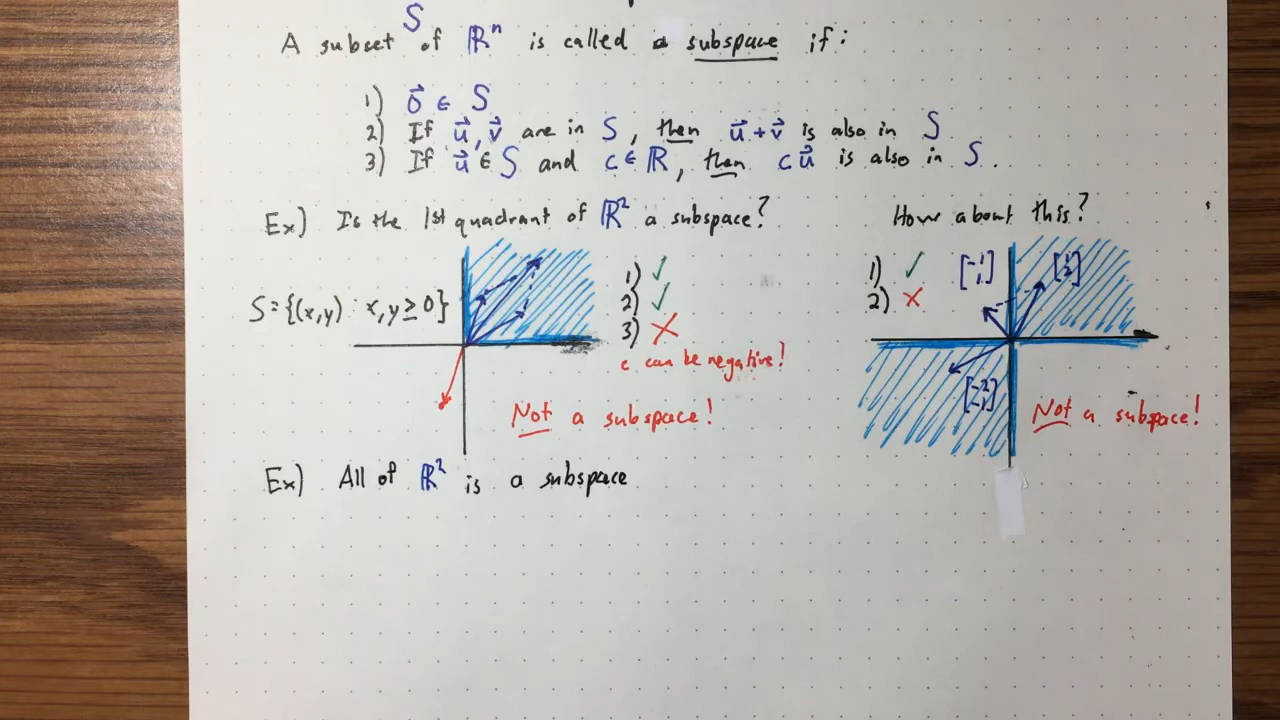 A subset S of ℝⁿ is called a subspace if:
1) 0⃗ ∈ S
2) If u⃗, v⃗ are in S, then u⃗ + v⃗ is also in S
3) If u⃗ ∈ S and c ∈ ℝ, then cu⃗ is also in S.
Ex) Is the 1st quadrant of ℝ² a subspace?
S = {(x,y) : x,y ≥ 0}
1) ✓
2) ✓
3) ✗
c can be negative!
Not a subspace!
How about this?
1) ✓
2) ✗
[-1 1]
[1 2]
[-2 -1]
Not a subspace!
Ex) All of ℝ² is a subspace